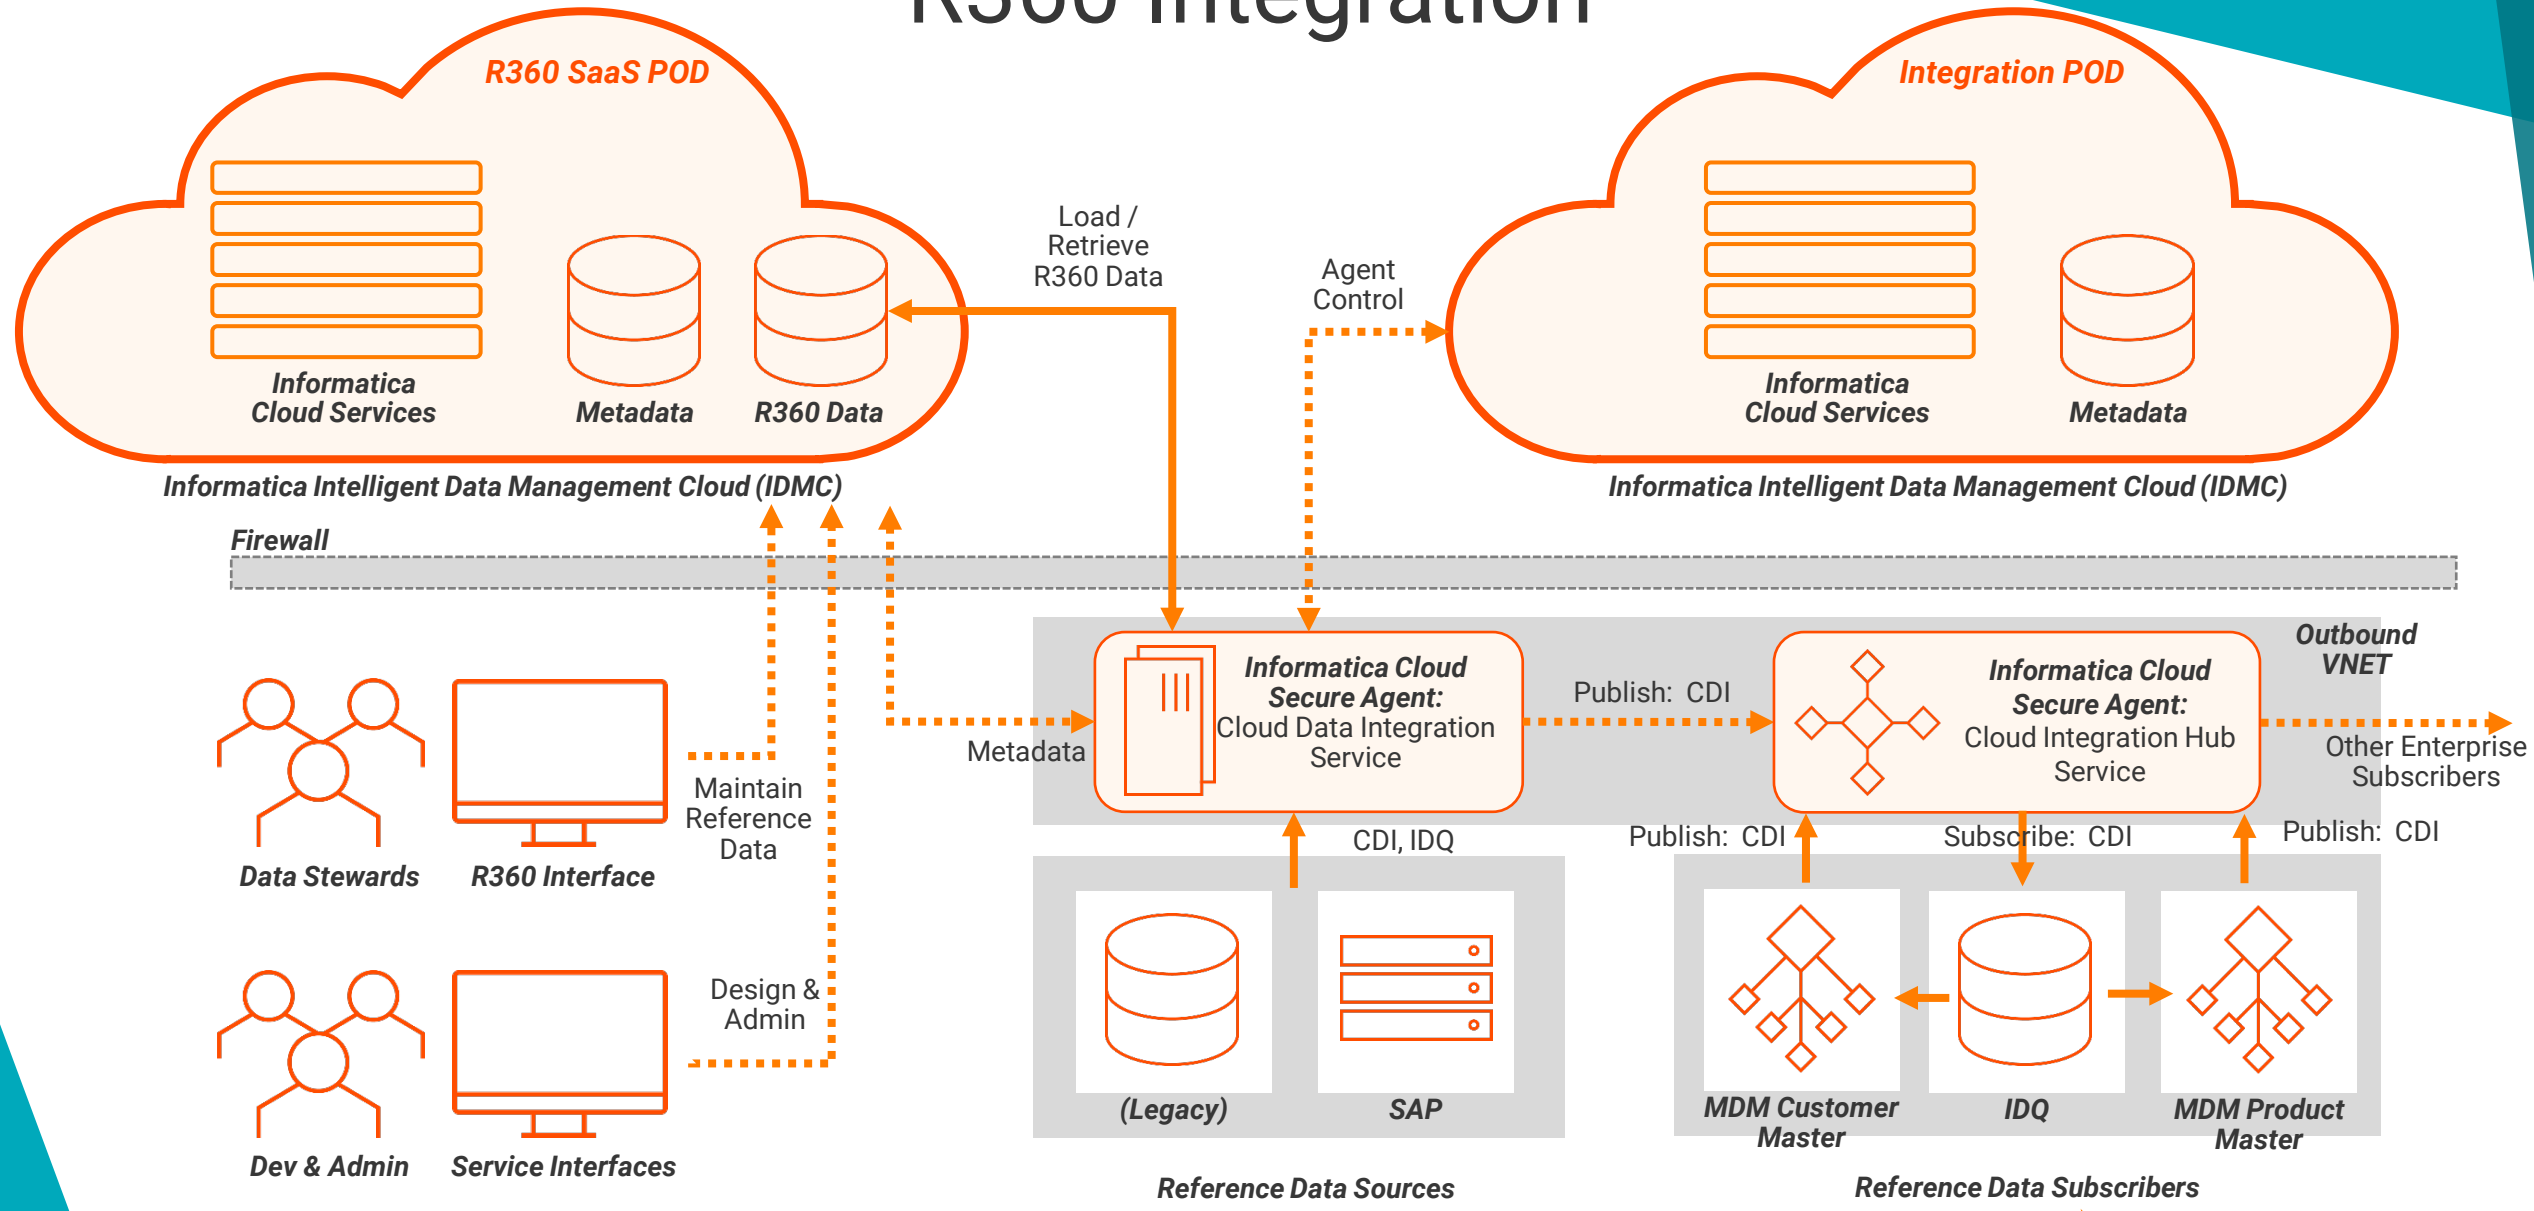 R360 Integration
R360 SaaS POD
Integration POD
Informatica
Cloud Services
Metadata
R360 Data
Informatica Intelligent Data Management Cloud (IDMC)
Load /
Retrieve
R360 Data
Agent
Control
Informatica
Cloud Services
Metadata
Informatica Intelligent Data Management Cloud (IDMC)
Firewall
Outbound
VNET
Informatica Cloud
Secure Agent:
Cloud Data Integration
Service
Publish: CDI
Informatica Cloud
Secure Agent:
Cloud Integration Hub
Service
Metadata
Other Enterprise
Subscribers
Maintain
Reference
Data
Data Stewards
R360 Interface
CDI, IDQ
Publish: CDI
Subscribe: CDI
Publish: CDI
Design &
Admin
Dev & Admin
Service Interfaces
(Legacy)
SAP
Reference Data Sources
MDM Customer
Master
IDQ
MDM Product
Master
Reference Data Subscribers